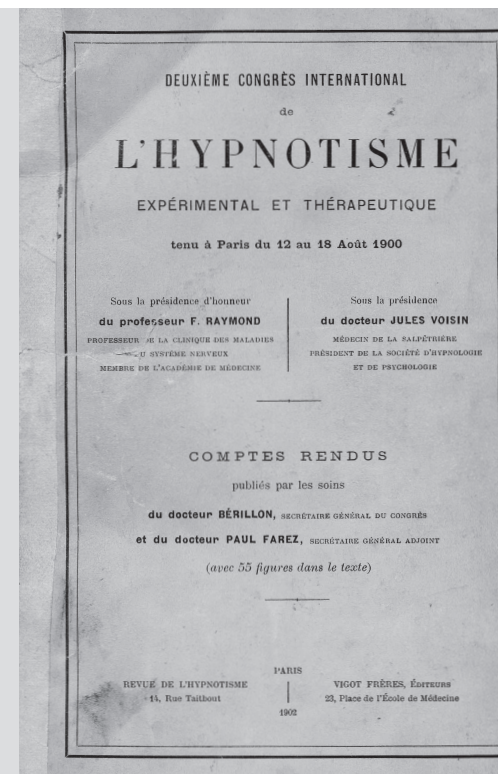 DEUXIÈME CONGRÈS INTERNATIONAL
de
L'HYPNOTISME
EXPÉRIMENTAL ET THÉRAPEUTIQUE
tenu à Paris du 12 au 18 Août 1900
Sous la présidence d'honneur
du professeur F. RAYMOND
PROFESSEUR DE LA CLINIQUE DES MALADIES
DU SYSTÈME NERVEUX
MEMBRE DE L'ACADÉMIE DE MÉDECINE
Sous la présidence
du docteur JULES VOISIN
MÉDECIN DE LA SALPÊTRIÈRE
PRÉSIDENT DE LA SOCIÉTÉ D'HYPNOLOGIE
ET DE PSYCHOLOGIE
COMPTES RENDUS
publiés par les soins
du docteur BÉRILLON, SECRÉTAIRE GÉNÉRAL DU CONGRÈS
et du docteur PAUL FAREZ, SECRÉTAIRE GÉNÉRAL ADJOINT
(avec 55 figures dans le texte)
PARIS
REVUE DE L'HYPNOTISME
14, Rue Taitbout
VIGOT FRÈRES, ÉDITEURS
23, Place de l'École de Médecine
1902